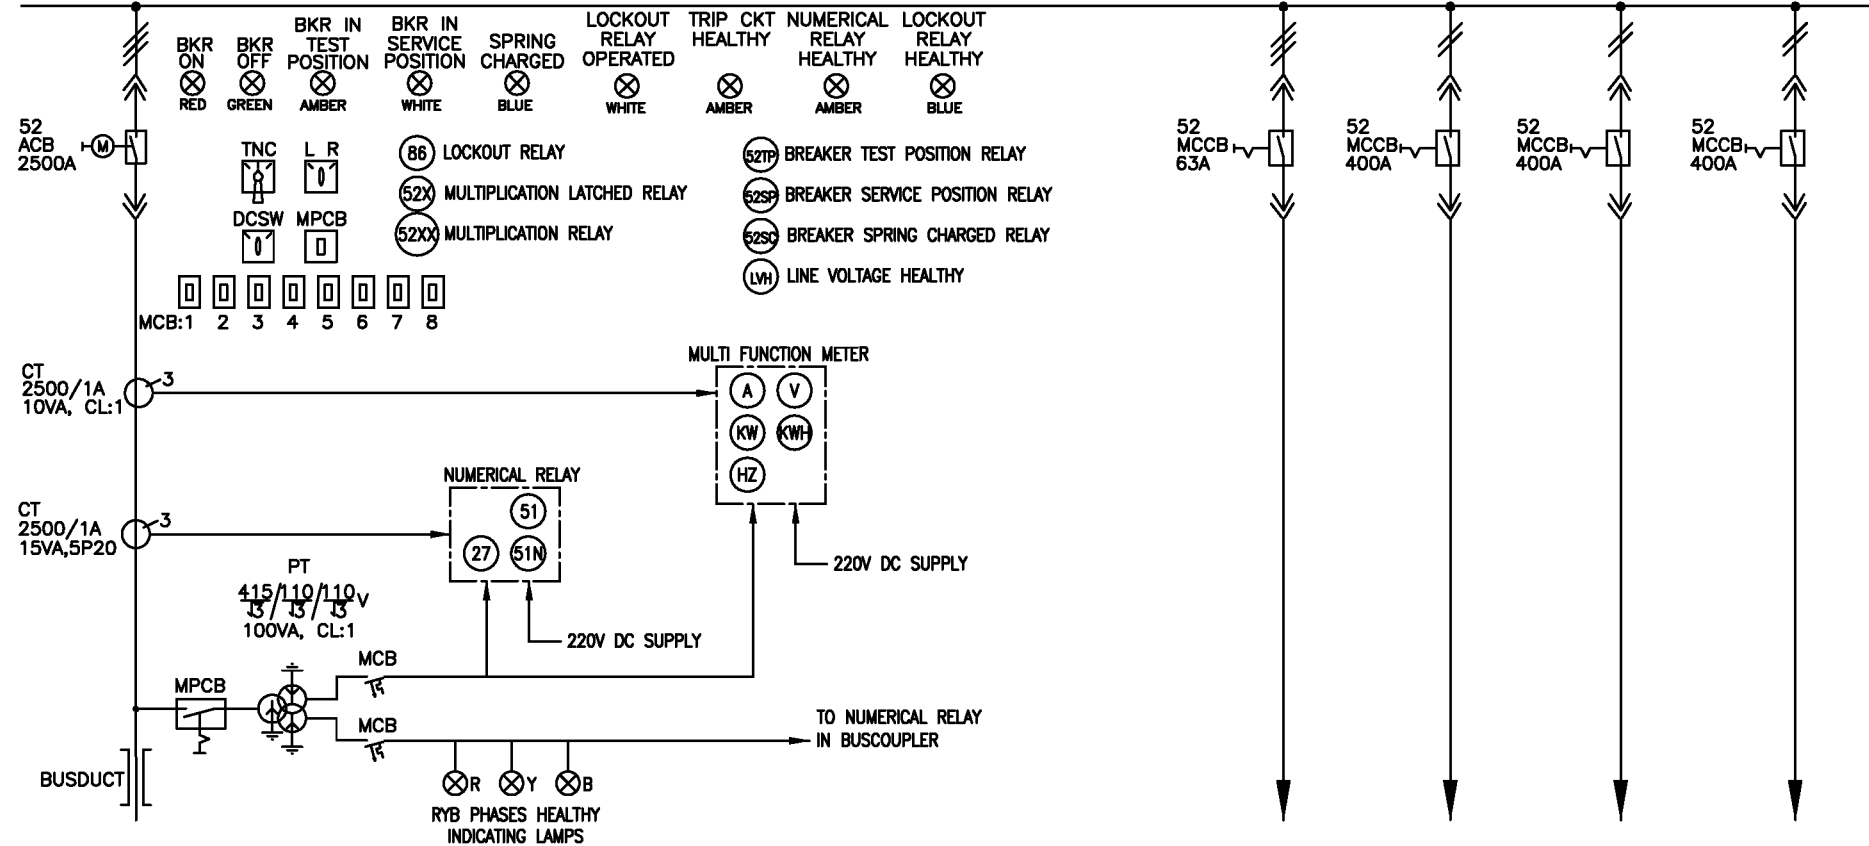 BKR
ON
RED
BKR
OFF
GREEN
BKR IN
TEST
POSITION
AMBER
BKR IN
SERVICE
POSITION
WHITE
SPRING
CHARGED
BLUE
LOCKOUT
RELAY
OPERATED
WHITE
TRIP CKT
HEALTHY
AMBER
NUMERICAL
RELAY
HEALTHY
AMBER
LOCKOUT
RELAY
HEALTHY
BLUE
52
ACB
2500A
M
TNC
L R
DCSW
MPCB
86 LOCKOUT RELAY
52X MULTIPLICATION LATCHED RELAY
52XX MULTIPLICATION RELAY
52TP BREAKER TEST POSITION RELAY
52SP BREAKER SERVICE POSITION RELAY
52SC BREAKER SPRING CHARGED RELAY
LVH LINE VOLTAGE HEALTHY
52
MCCB
63A
52
MCCB
400A
52
MCCB
400A
52
MCCB
400A
MCB:1 2 3 4 5 6 7 8
CT
2500/1A
10VA, CL:1
3
MULTI FUNCTION METER
A V
KW KWH
HZ
220V DC SUPPLY
CT
2500/1A
15VA,5P20
3
NUMERICAL RELAY
51
27 51N
220V DC SUPPLY
PT
415/110/110 V
√3 √3 √3
100VA, CL:1
MCB
MPCB
MCB
TO NUMERICAL RELAY
IN BUSCOUPLER
BUSDUCT
R Y B
RYB PHASES HEALTHY
INDICATING LAMPS